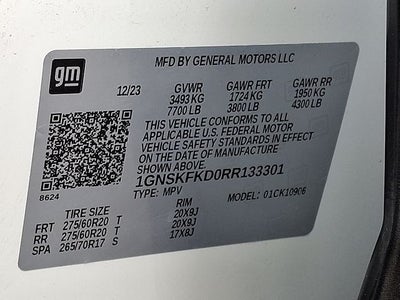 gm
MFD BY GENERAL MOTORS LLC
12/23 GVWR GAWR FRT GAWR RR
3493 KG 1724 KG 1950 KG
7700 LB 3800 LB 4300 LB
THIS VEHICLE CONFORMS TO ALL
APPLICABLE U.S. FEDERAL MOTOR
VEHICLE SAFETY STANDARDS IN EFFECT
ON THE DATE OF MANUFACTURE
SHOWN ABOVE.
1GNSKFKD0RR133301
8624
TYPE: MPV MODEL: 01CK10906
TIRE SIZE RIM
FRT 275/60R20 T 20X9J
RR 275/60R20 T 20X9J
SPA 265/70R17 S 17X8J